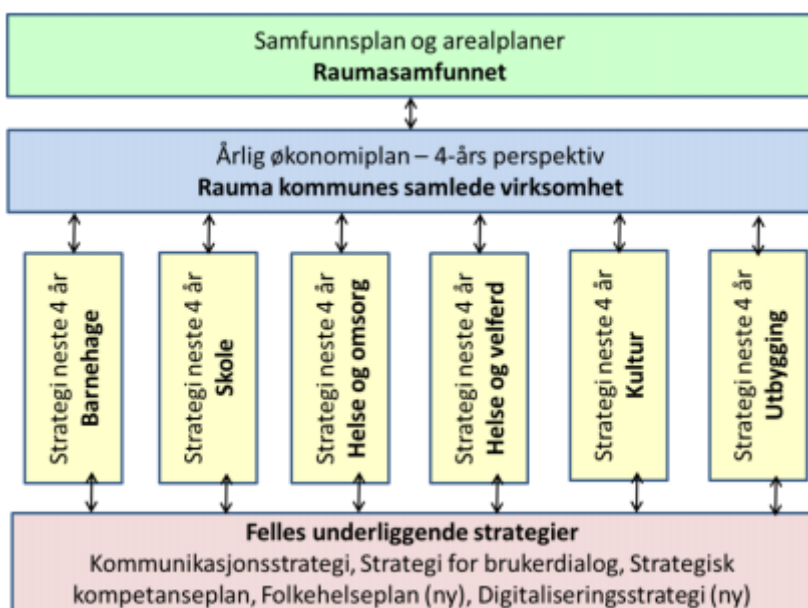 Samfunnsplan og arealplaner
Raumasamfunnet
Årlig økonomiplan – 4-års perspektiv
Rauma kommunes samlede virksomhet
Strategi neste 4 år
Barnehage
Strategi neste 4 år
Skole
Strategi neste 4 år
Helse og omsorg
Strategi neste 4 år
Helse og velferd
Strategi neste 4 år
Kultur
Strategi neste 4 år
Utbygging
Felles underliggende strategier
Kommunikasjonsstrategi, Strategi for brukerdialog, Strategisk
kompetanseplan, Folkehelseplan (ny), Digitaliseringsstrategi (ny)